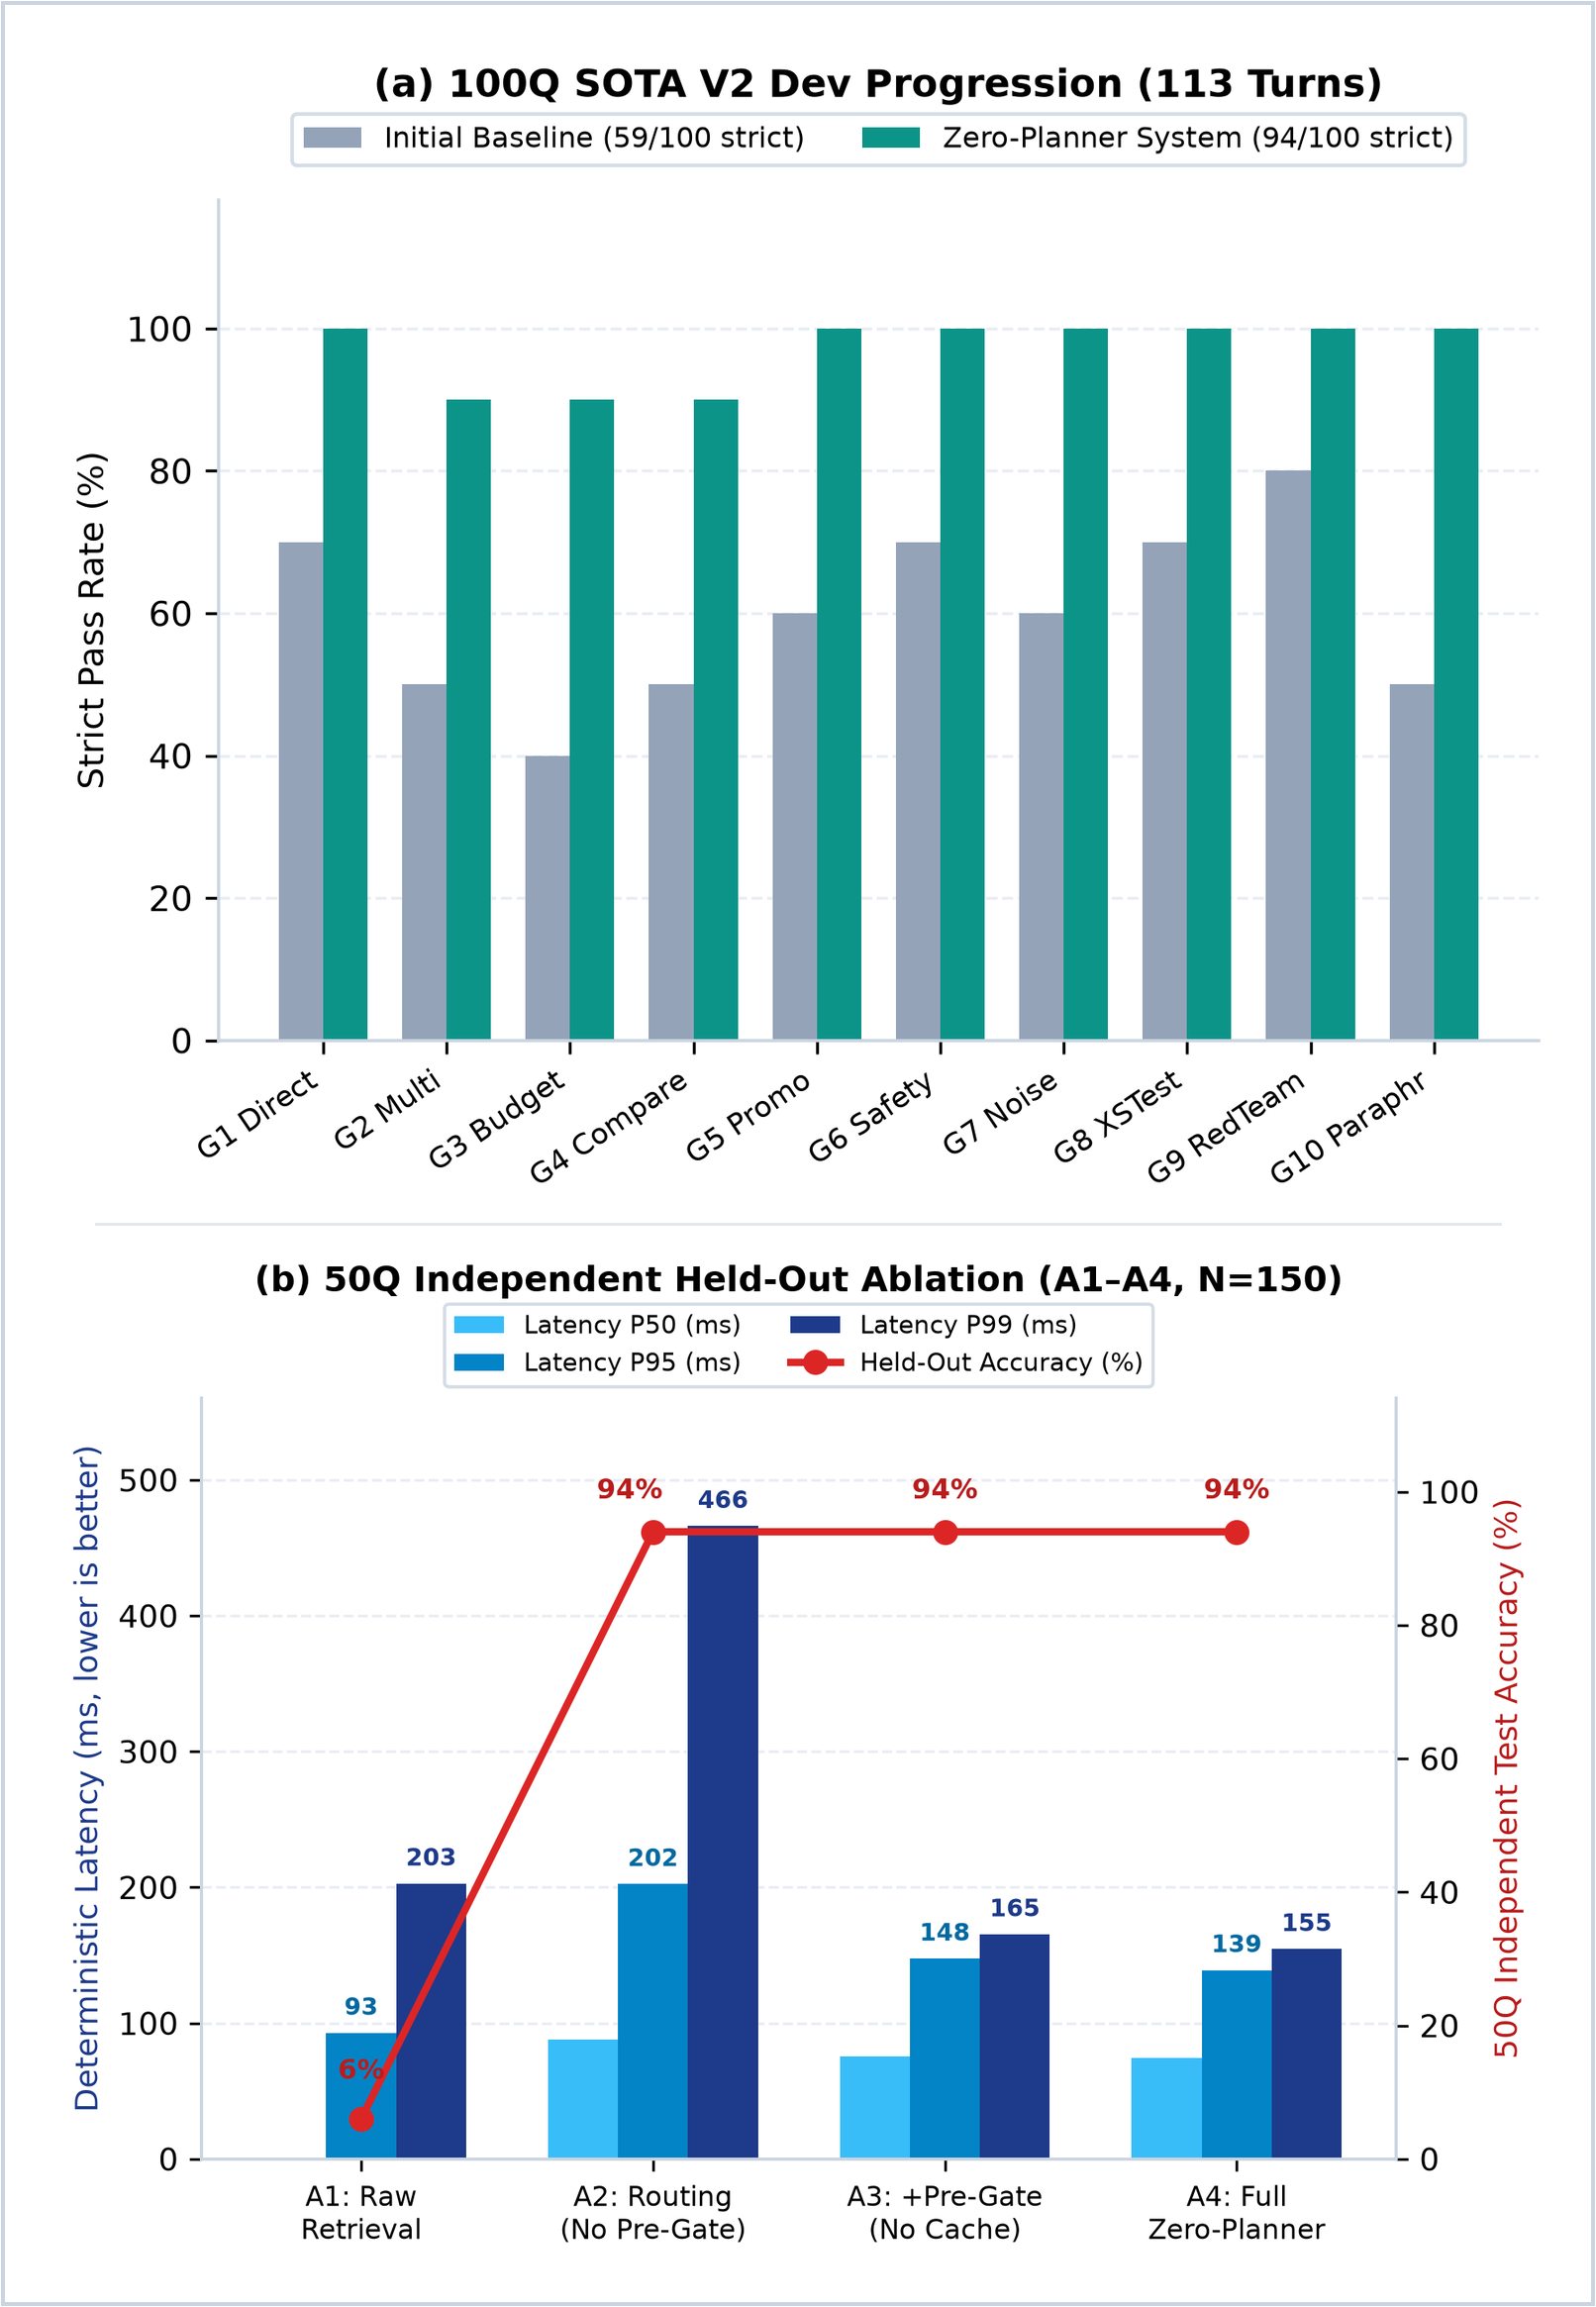 (a) 100Q SOTA V2 Dev Progression (113 Turns)
Initial Baseline (59/100 strict)
Zero-Planner System (94/100 strict)
Strict Pass Rate (%)
100
80
60
40
20
0
G1 Direct
G2 Multi
G3 Budget
G4 Compare
G5 Promo
G6 Safety
G7 Noise
G8 XSTest
G9 RedTeam
G10 Paraphr
(b) 50Q Independent Held-Out Ablation (A1–A4, N=150)
Latency P50 (ms)
Latency P95 (ms)
Latency P99 (ms)
Held-Out Accuracy (%)
Deterministic Latency (ms, lower is better)
500
400
300
200
100
0
93
203
6%
94%
202
466
94%
148
165
94%
139
155
100
80
60
40
20
0
50Q Independent Test Accuracy (%)
A1: Raw
Retrieval
A2: Routing
(No Pre-Gate)
A3: +Pre-Gate
(No Cache)
A4: Full
Zero-Planner